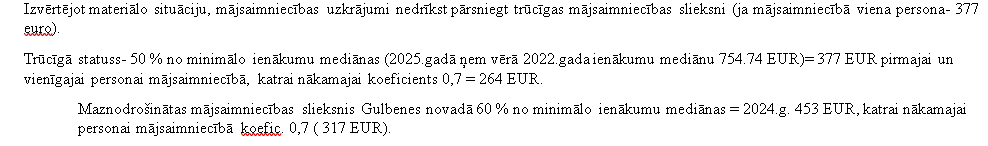 Izvērtējot materiālo situāciju, mājsaimniecības uzkrājumi nedrīkst pārsniegt trūcīgas mājsaimniecības slieksni (ja mājsaimniecībā viena persona- 377
euro).
Trūcīgā statuss- 50 % no minimālo ienākumu mediānas (2025.gadā ņem vērā 2022.gada ienākumu mediānu 754.74 EUR)= 377 EUR pirmajai un
vienīgajai personai mājsaimniecībā, katrai nākamajai koeficients 0,7 = 264 EUR.
Maznodrošinātas mājsaimniecības slieksnis Gulbenes novadā 60 % no minimālo ienākumu mediānas = 2024.g. 453 EUR, katrai nākamajai
personai mājsaimniecībā koefic. 0,7 ( 317 EUR).